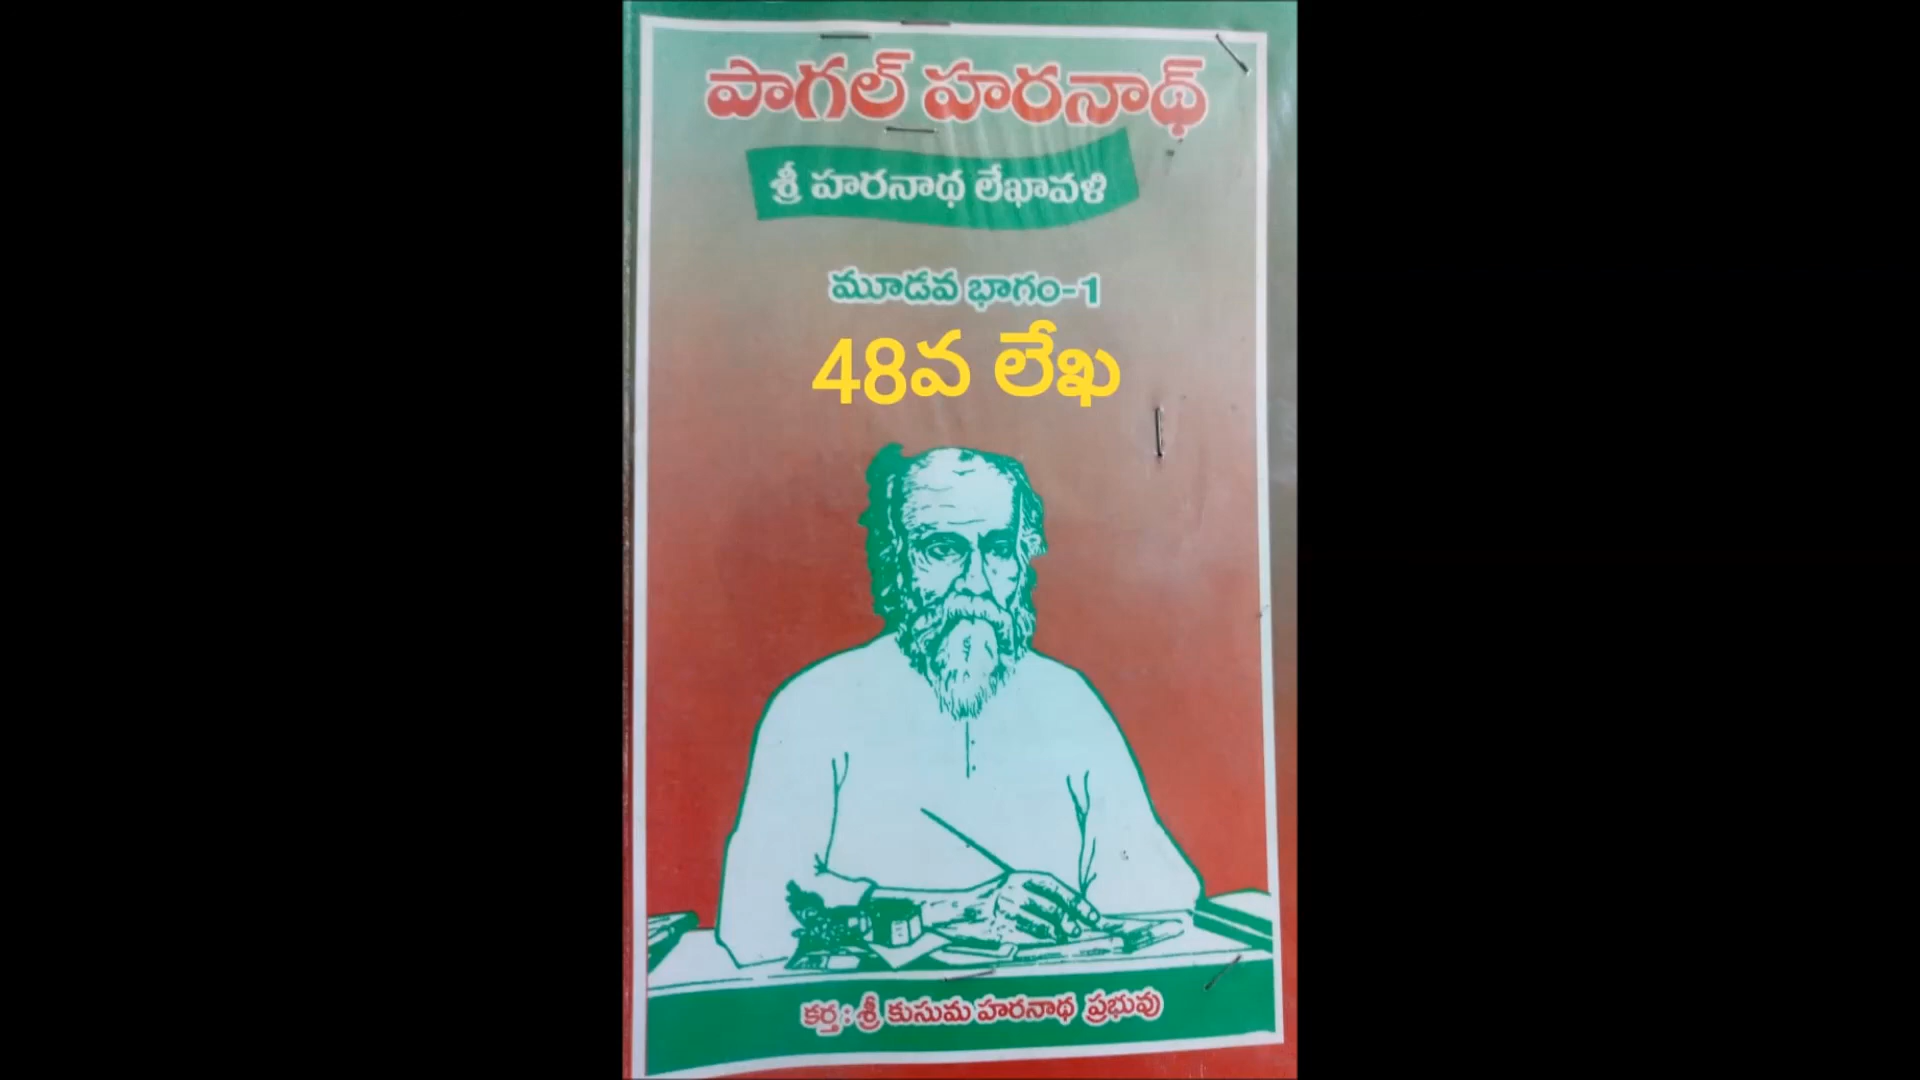 పాగల్ హరనాథ్
శ్రీ హరనాథ లేఖావళి
మూడవ భాగం-1
48వ లేఖ
కర్త: శ్రీ కుసుమ హరనాథ ప్రభువు